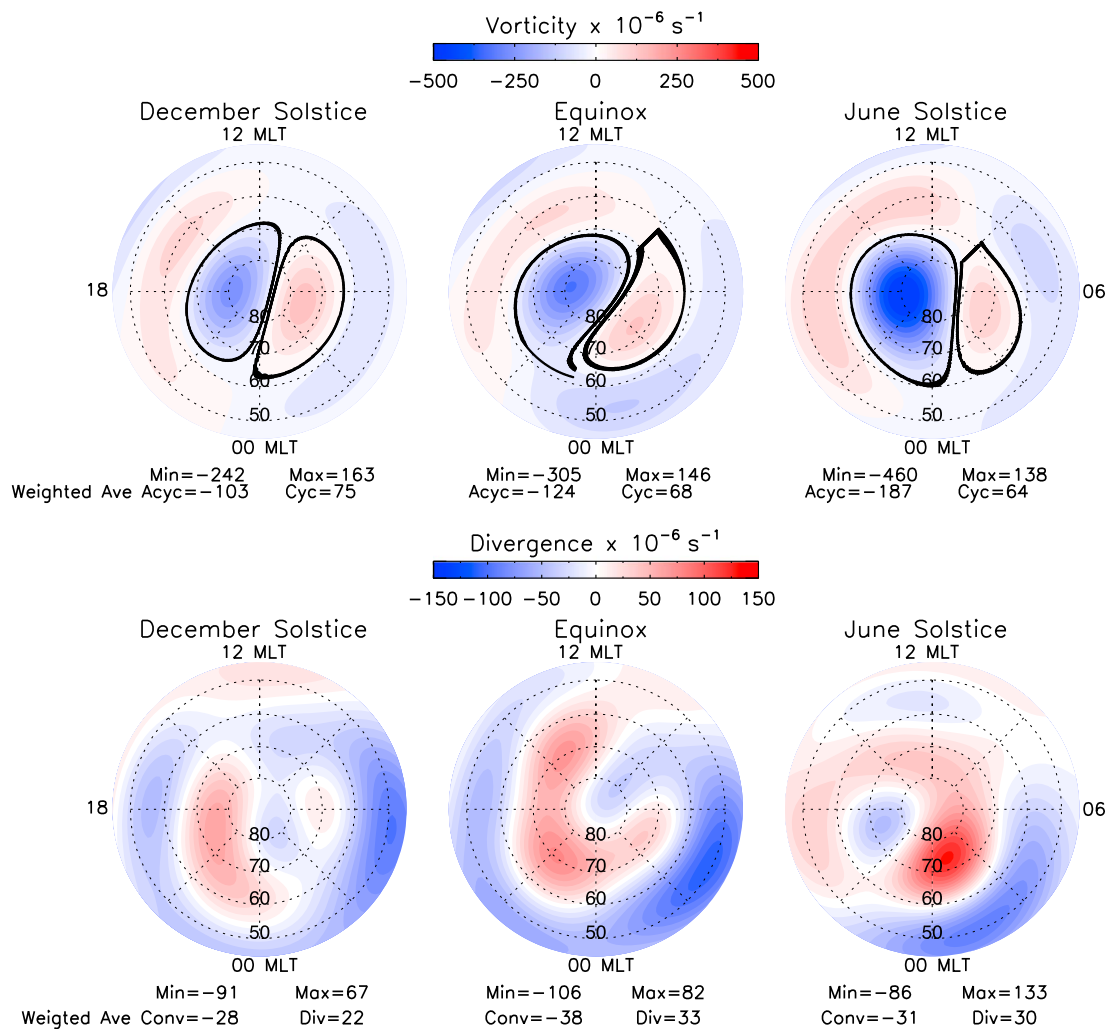 Vorticity x 10⁻⁶ s⁻¹
−500 −250 0 250 500
December Solstice Equinox June Solstice
12 MLT 12 MLT 12 MLT
18 06
80 80 80
70 70 70
60 60 60
50 50 50
00 MLT 00 MLT 00 MLT
Min=−242 Max=163 Min=−305 Max=146 Min=−460 Max=138
Weighted Ave Acyc=−103 Cyc=75 Acyc=−124 Cyc=68 Acyc=−187 Cyc=64
Divergence x 10⁻⁶ s⁻¹
−150 −100 −50 0 50 100 150
December Solstice Equinox June Solstice
12 MLT 12 MLT 12 MLT
18 06
80 80 80
70 70 70
60 60 60
50 50 50
00 MLT 00 MLT 00 MLT
Min=−91 Max=67 Min=−106 Max=82 Min=−86 Max=133
Weigted Ave Conv=−28 Div=22 Conv=−38 Div=33 Conv=−31 Div=30